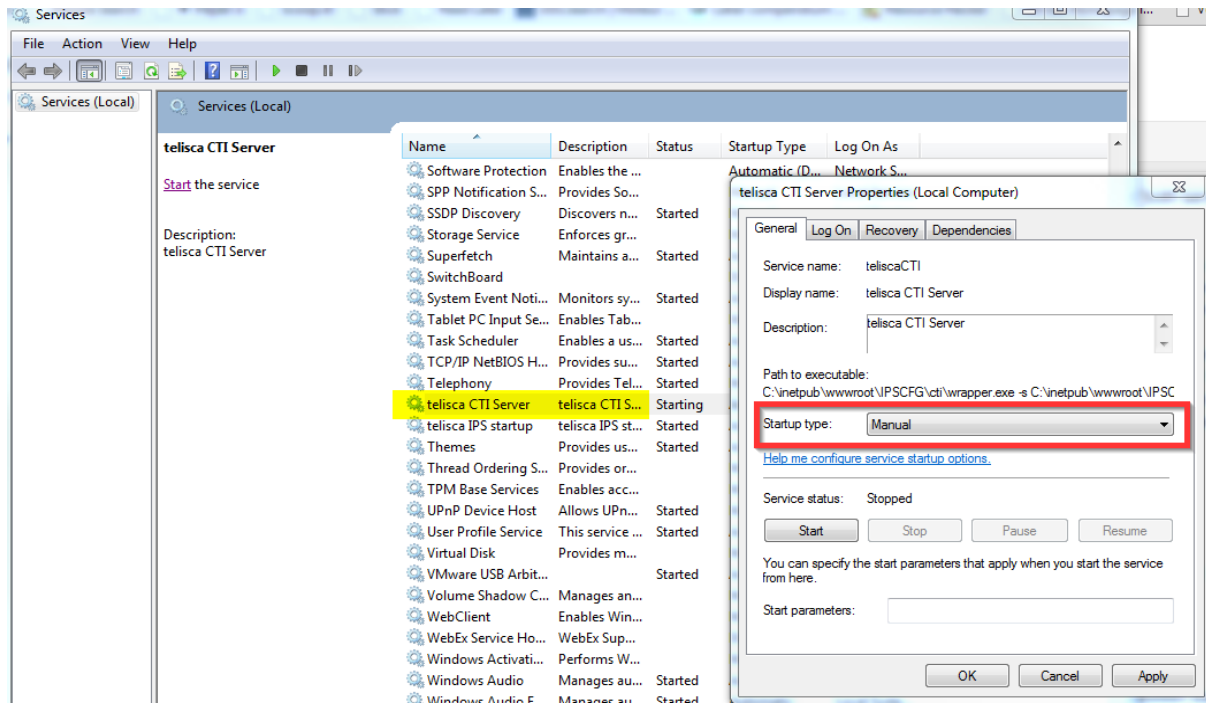 Services
File Action View Help
Services (Local)
Services (Local)
telisca CTI Server
Start the service
Description:
telisca CTI Server
Name Description Status Startup Type Log On As
Software Protection Enables the ... Automatic (D... Network S...
SPP Notification S... Provides So...
SSDP Discovery Discovers n... Started
Storage Service Enforces gr...
Superfetch Maintains a... Started
SwitchBoard
System Event Noti... Monitors sy... Started
Tablet PC Input Se... Enables Tab...
Task Scheduler Enables a us... Started
TCP/IP NetBIOS H... Provides su... Started
Telephony Provides Tel... Started
telisca CTI Server telisca CTI S... Starting
telisca IPS startup telisca IPS st... Started
Themes Provides us... Started
Thread Ordering S... Provides or...
TPM Base Services Enables acc...
UPnP Device Host Allows UPn... Started
User Profile Service This service ... Started
Virtual Disk Provides m...
VMware USB Arbit... Started
Volume Shadow C... Manages an...
WebClient Enables Win...
WebEx Service Ho... WebEx Sup...
Windows Activati... Performs W...
Windows Audio Manages au... Started
Windows Audio E... Manages au... Started
telisca CTI Server Properties (Local Computer)
General Log On Recovery Dependencies
Service name: teliscaCTI
Display name: telisca CTI Server
Description: telisca CTI Server
Path to executable:
C:\inetpub\wwwroot\IPSCFG\cti\wrapper.exe -s C:\inetpub\wwwroot\IPSC
Startup type: Manual
Help me configure service startup options.
Service status: Stopped
Start Stop Pause Resume
You can specify the start parameters that apply when you start the service
from here.
Start parameters:
OK Cancel Apply